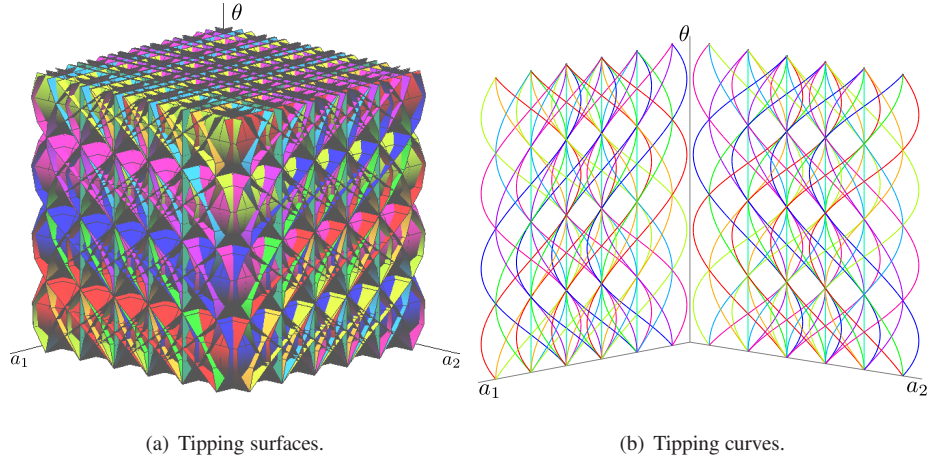 θ
a₁
a₂
θ
a₁
a₂
(a) Tipping surfaces.
(b) Tipping curves.